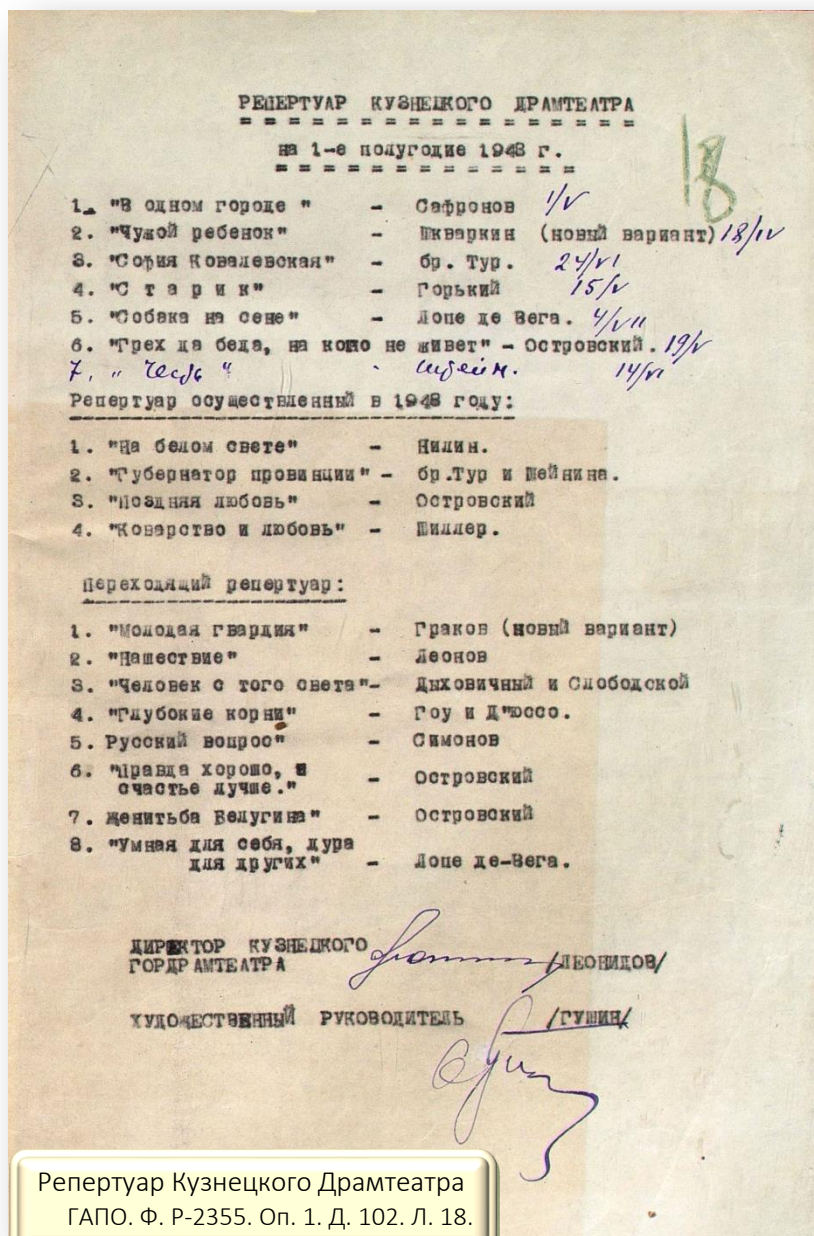 РЕПЕРТУАР КУЗНЕЦКОГО ДРАМТЕАТРА
на 1-е полугодие 1948 г.
18
1. "В одном городе " - Сафронов 1/V
2. "Чужой ребенок" - Шкваркин (новый вариант) 18/IV
3. "София Ковалевская" - бр. Тур. 24/VI
4. "С т а р и к" - Горький 15/V
5. "Собака на сене" - Лопе де Вега. 4/VII
6. "Грех да беда, на кого не живет" - Островский. 19/V
7. " Честь " - Штейн. 14/VI
Репертуар осуществленный в 1948 году:
1. "На белом свете" - Нилин.
2. "Губернатор провинции" - бр.Тур и Шейнина.
3. "Поздняя любовь" - Островский
4. "Коварство и любовь" - Шиллер.
Переходящий репертуар:
1. "Молодая гвардия" - Граков (новый вариант)
2. "Нашествие" - Леонов
3. "Человек с того света"- Дыховичный и Слободской
4. "Глубокие корни" - Гоу и Д"юссо.
5. Русский вопрос" - Симонов
6. "Правда хорошо, а
счастье лучше." - Островский
7. Женитьба Белугина" - Островский
8. "Умная для себя, дура
для других" - Лопе де-Вега.
ДИРЕКТОР КУЗНЕЦКОГО
ГОРДРАМТЕАТРА /ЛЕОНИДОВ/
ХУДОЖЕСТВЕННЫЙ РУКОВОДИТЕЛЬ /ГУШИН/
Репертуар Кузнецкого Драмтеатра
ГАПО. Ф. Р-2355. Оп. 1. Д. 102. Л. 18.